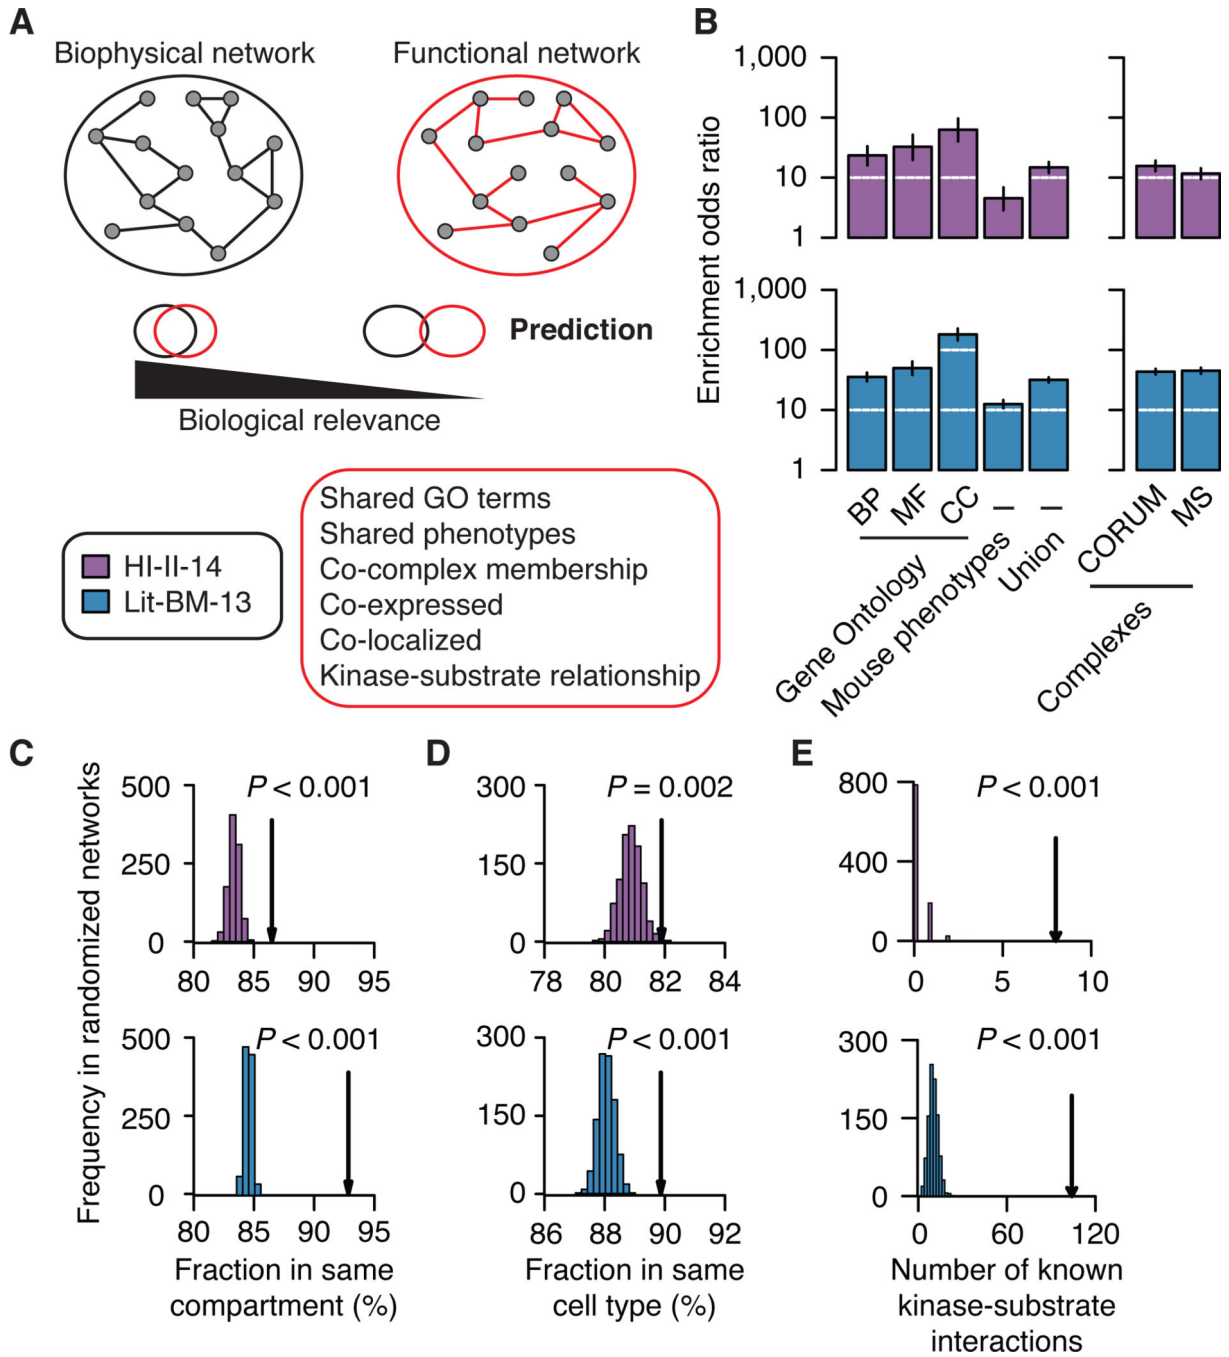 A
Biophysical network
Functional network
Prediction
Biological relevance
HI-II-14
Lit-BM-13
Shared GO terms
Shared phenotypes
Co-complex membership
Co-expressed
Co-localized
Kinase-substrate relationship
B
Enrichment odds ratio
1,000
100
10
1
1,000
100
10
1
BP
MF
CC
Gene Ontology
Mouse phenotypes
Union
CORUM
MS
Complexes
C
Frequency in randomized networks
500
250
0
P < 0.001
80 85 90 95
500
250
0
P < 0.001
80 85 90 95
Fraction in same
compartment (%)
D
300
150
0
P = 0.002
78 80 82 84
300
150
0
P < 0.001
86 88 90 92
Fraction in same
cell type (%)
E
800
400
0
P < 0.001
0 5 10
300
150
0
P < 0.001
0 60 120
Number of known
kinase-substrate
interactions